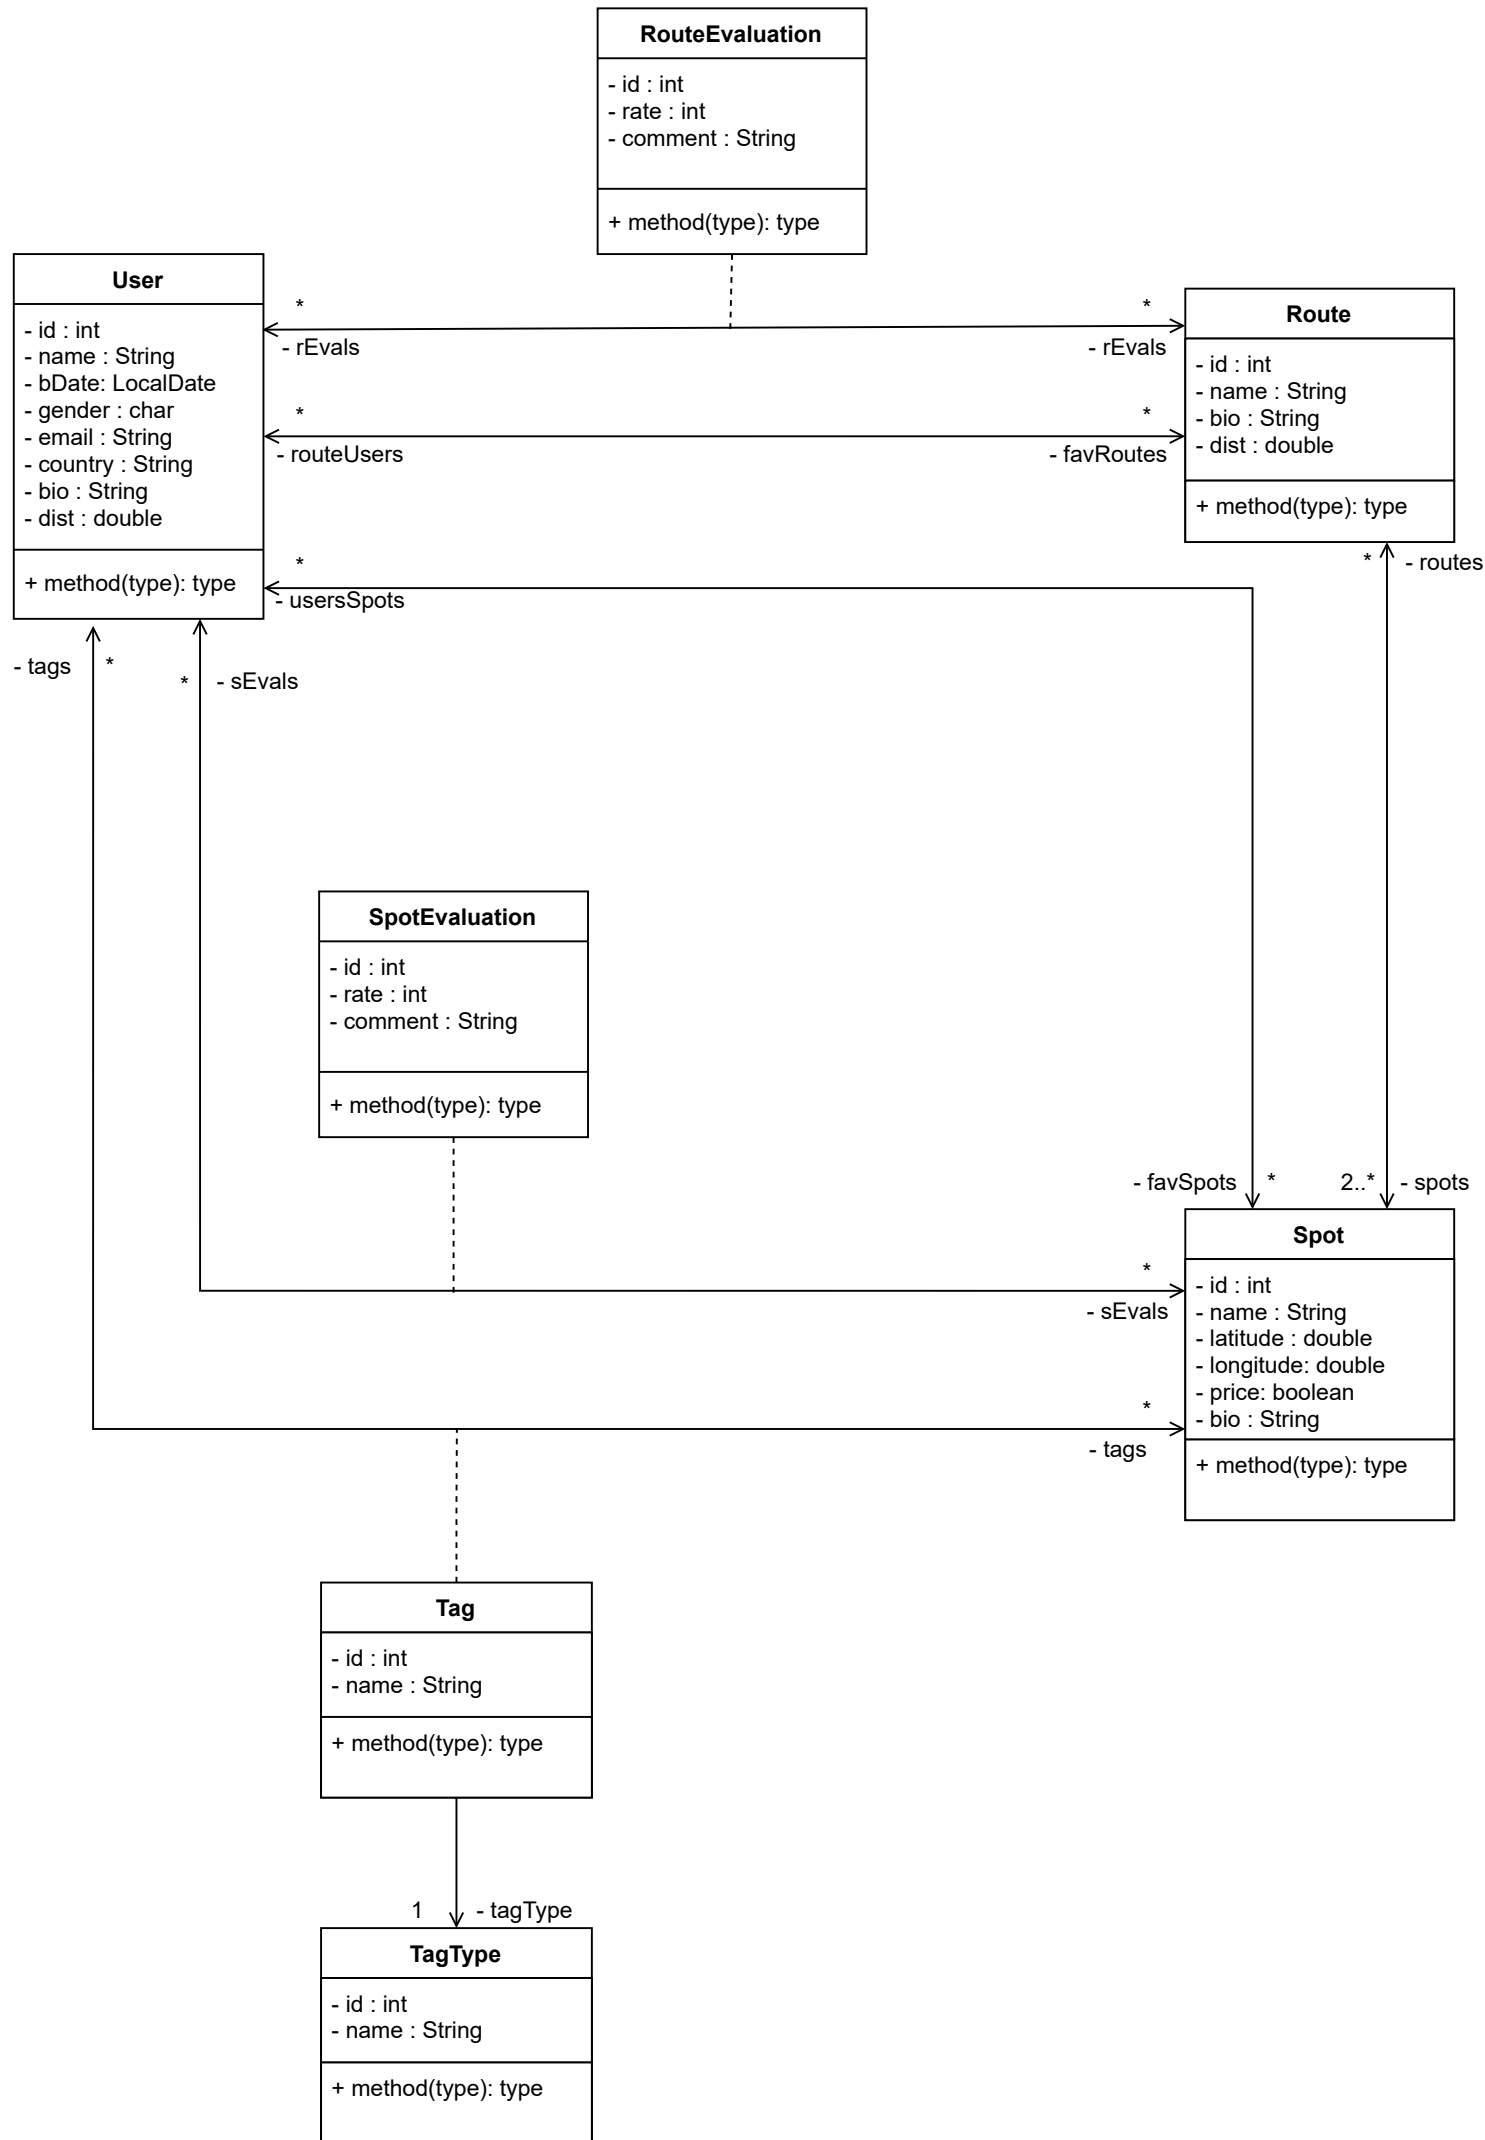 RouteEvaluation
- id : int
- rate : int
- comment : String
+ method(type): type
User
- id : int
- name : String
- bDate: LocalDate
- gender : char
- email : String
- country : String
- bio : String
- dist : double
+ method(type): type
*
- rEvals
*
- rEvals
*
- routeUsers
*
- favRoutes
*
- usersSpots
Route
- id : int
- name : String
- bio : String
- dist : double
+ method(type): type
* - routes
- tags *
* - sEvals
SpotEvaluation
- id : int
- rate : int
- comment : String
+ method(type): type
- favSpots *
2..* - spots
*
- sEvals
*
- tags
Spot
- id : int
- name : String
- latitude : double
- longitude: double
- price: boolean
- bio : String
+ method(type): type
Tag
- id : int
- name : String
+ method(type): type
1 - tagType
TagType
- id : int
- name : String
+ method(type): type